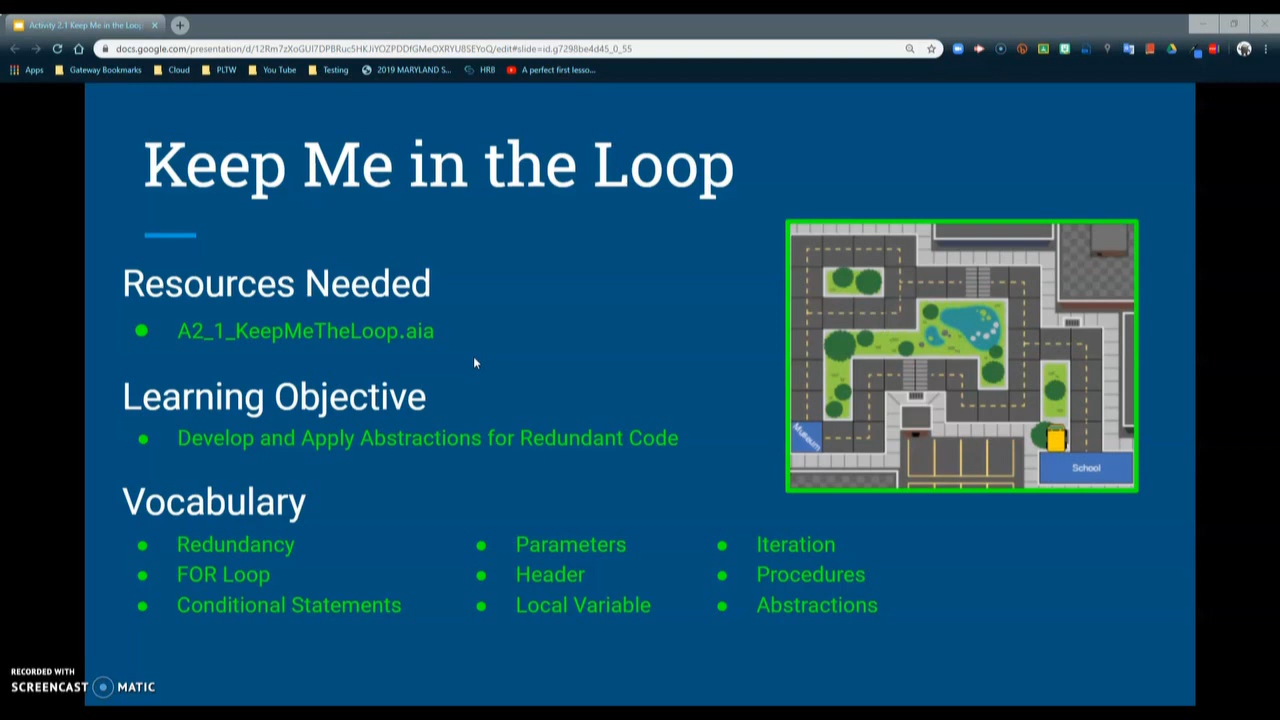 Activity 2.1 Keep Me in the Loop
docs.google.com/presentation/d/12Rm7zXoGUl7DPBRuc5HKJiYOZPDDfGMeOXRYU8SEYoQ/edit#slide=id.g7298be4d45_0_55
Apps Gateway Bookmarks Cloud PLTW You Tube Testing 2019 MARYLAND S... HRB A perfect first lesso...
Keep Me in the Loop
Resources Needed
A2_1_KeepMeTheLoop.aia
Learning Objective
Develop and Apply Abstractions for Redundant Code
Museum
School
Vocabulary
Redundancy Parameters Iteration
FOR Loop Header Procedures
Conditional Statements Local Variable Abstractions
RECORDED WITH
SCREENCAST MATIC